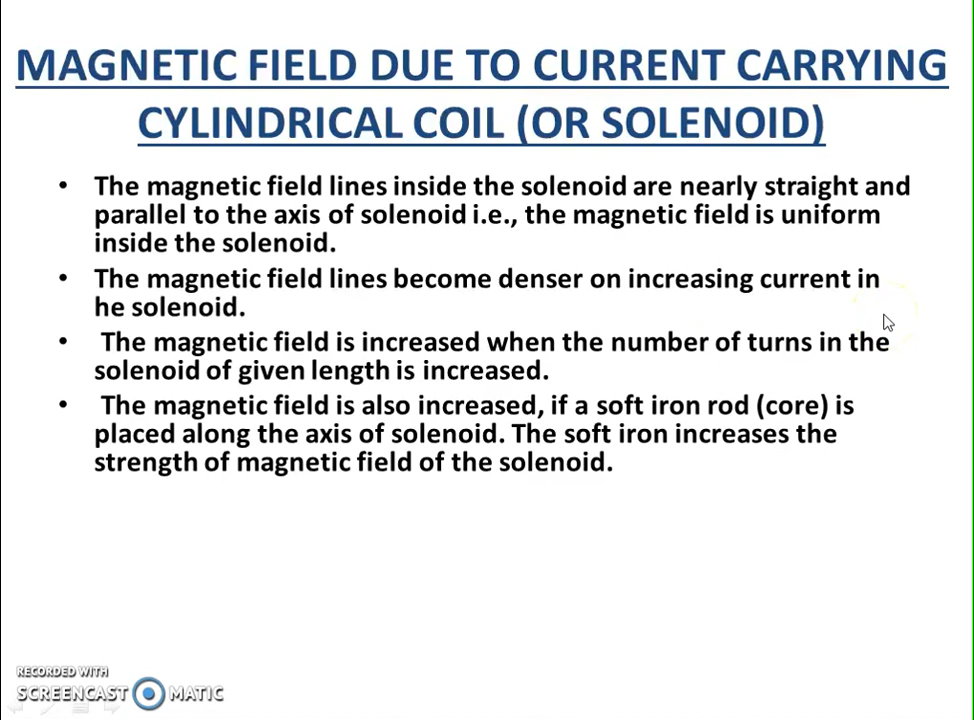 MAGNETIC FIELD DUE TO CURRENT CARRYING
CYLINDRICAL COIL (OR SOLENOID)
• The magnetic field lines inside the solenoid are nearly straight and
parallel to the axis of solenoid i.e., the magnetic field is uniform
inside the solenoid.
• The magnetic field lines become denser on increasing current in
he solenoid.
• The magnetic field is increased when the number of turns in the
solenoid of given length is increased.
• The magnetic field is also increased, if a soft iron rod (core) is
placed along the axis of solenoid. The soft iron increases the
strength of magnetic field of the solenoid.
RECORDED WITH
SCREENCAST MATIC